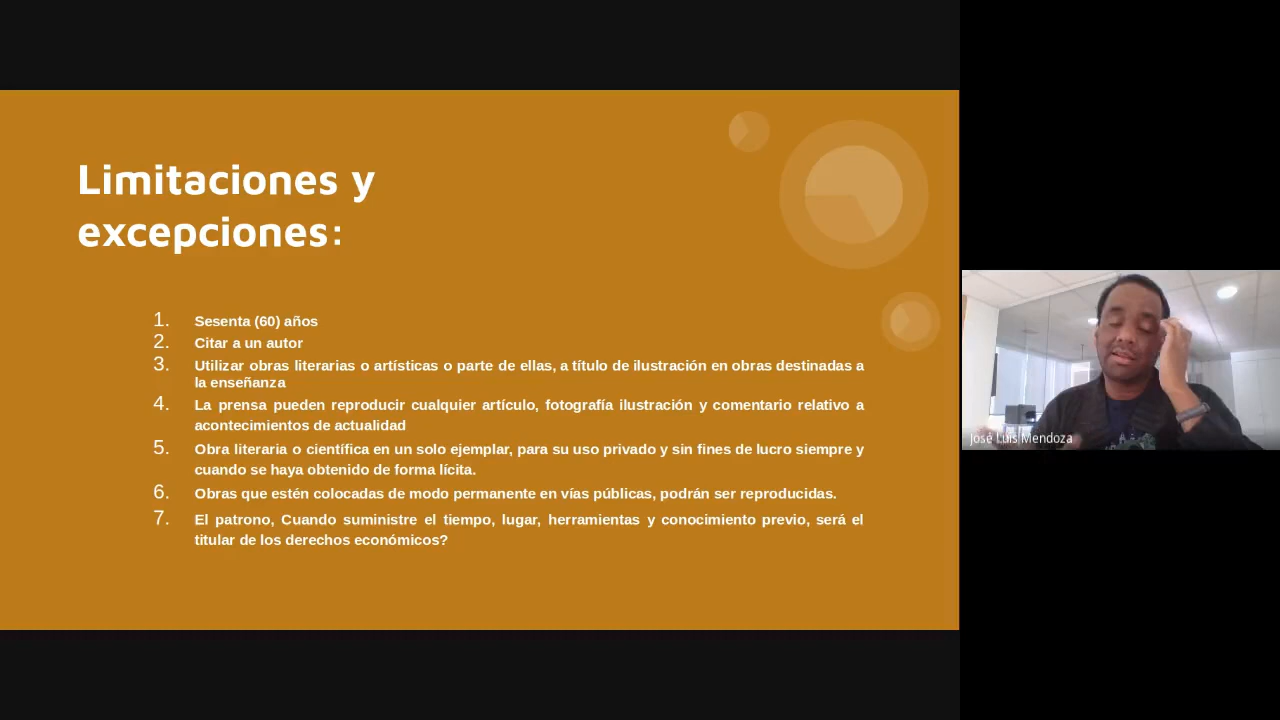 Limitaciones y
excepciones:
1. Sesenta (60) años
2. Citar a un autor
3. Utilizar obras literarias o artísticas o parte de ellas, a título de ilustración en obras destinadas a
la enseñanza
4. La prensa pueden reproducir cualquier artículo, fotografía ilustración y comentario relativo a
acontecimientos de actualidad
5. Obra literaria o científica en un solo ejemplar, para su uso privado y sin fines de lucro siempre y
cuando se haya obtenido de forma lícita.
6. Obras que estén colocadas de modo permanente en vías públicas, podrán ser reproducidas.
7. El patrono, Cuando suministre el tiempo, lugar, herramientas y conocimiento previo, será el
titular de los derechos económicos?
José Luis Mendoza